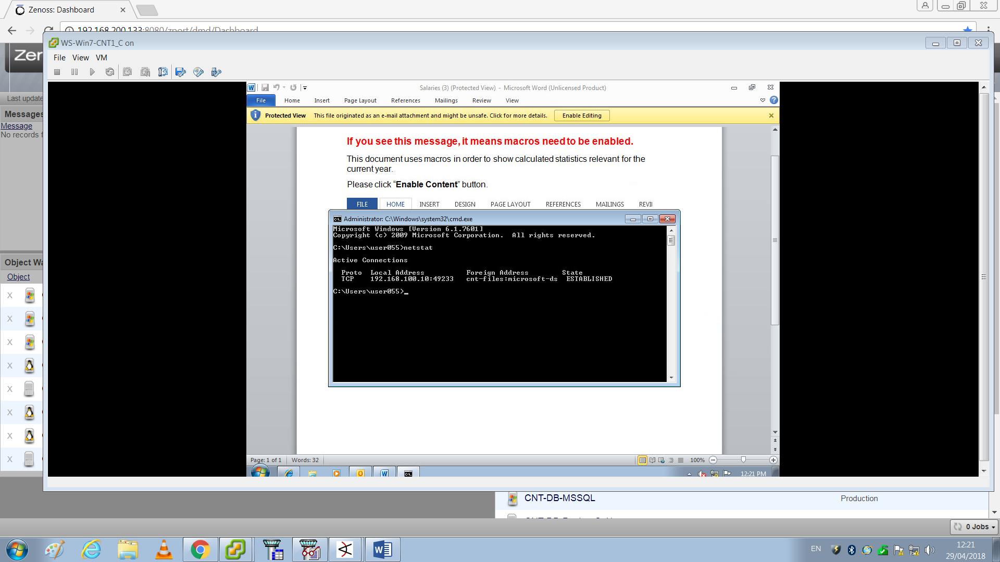 Zenoss: Dashboard
192.168.200.133:8080/zport/dmd/Dashboard
WS-Win7-CNT1_C on
File View VM
Zen
Last update
Messages
Message
No records f
Object Wa
Object
X
X
X
X
X
X
X
X
Salaries (3) (Protected View) - Microsoft Word (Unlicensed Product)
File Home Insert Page Layout References Mailings Review View
Protected View This file originated as an e-mail attachment and might be unsafe. Click for more details. Enable Editing
If you see this message, it means macros need to be enabled.
This document uses macros in order to show calculated statistics relevant for the
current year.
Please click “Enable Content” button.
FILE HOME INSERT DESIGN PAGE LAYOUT REFERENCES MAILINGS REVII
Administrator: C:\Windows\system32\cmd.exe
Microsoft Windows [Version 6.1.7601]
Copyright (c) 2009 Microsoft Corporation. All rights reserved.
C:\Users\user055>netstat
Active Connections
Proto Local Address Foreign Address State
TCP 192.168.100.10:49233 cnt-files:microsoft-ds ESTABLISHED
C:\Users\user055>_
Page: 1 of 1 Words: 32 100%
12:21 PM
CNT-DB-MSSQL Production
0 Jobs
EN 12:21
29/04/2018